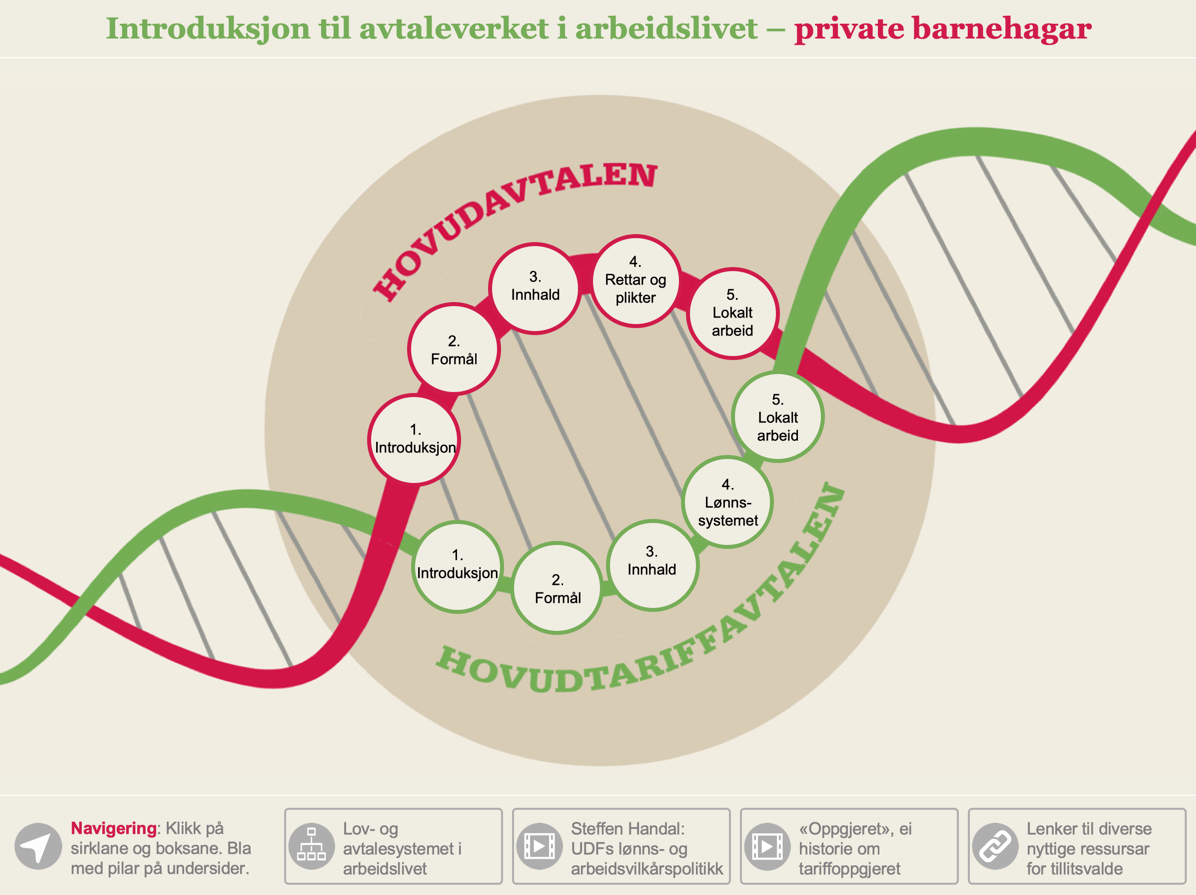 Introduksjon til avtaleverket i arbeidslivet – private barnehagar
HOVUDAVTALEN
1.
Introduksjon
2.
Formål
3.
Innhald
4.
Rettar og
plikter
5.
Lokalt
arbeid
1.
Introduksjon
2.
Formål
3.
Innhald
4.
Lønns-
systemet
5.
Lokalt
arbeid
HOVUDTARIFFAVTALEN
Navigering: Klikk på
sirklane og boksane. Bla
med pilar på undersider.
Lov- og
avtalesystemet i
arbeidslivet
Steffen Handal:
UDFs lønns- og
arbeidsvilkårspolitikk
«Oppgjeret», ei
historie om
tariffoppgjeret
Lenker til diverse
nyttige ressursar
for tillitsvalde